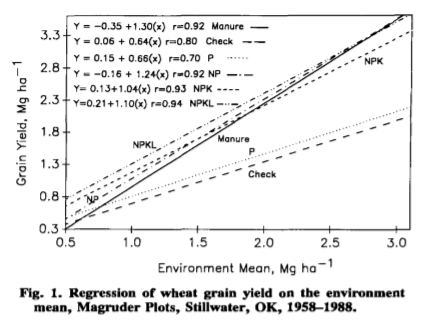 Y = -0.35 +1.30(x) r=0.92 Manure
Y = 0.06 + 0.64(x) r=0.80 Check
Y = 0.15 + 0.66(x) r=0.70 P
Y = -0.16 + 1.24(x) r=0.92 NP
Y= 0.13+1.04(x) r=0.93 NPK
Y=0.21+1.10(x) r=0.94 NPKL
3.3
2.8
2.3
1.8
1.3
0.8
0.3
Grain Yield, Mg ha⁻¹
NPK
NPKL
Manure
P
Check
NP
0.5 1.0 1.5 2.0 2.5 3.0
Environment Mean, Mg ha⁻¹
Fig. 1. Regression of wheat grain yield on the environment
mean, Magruder Plots, Stillwater, OK, 1958–1988.